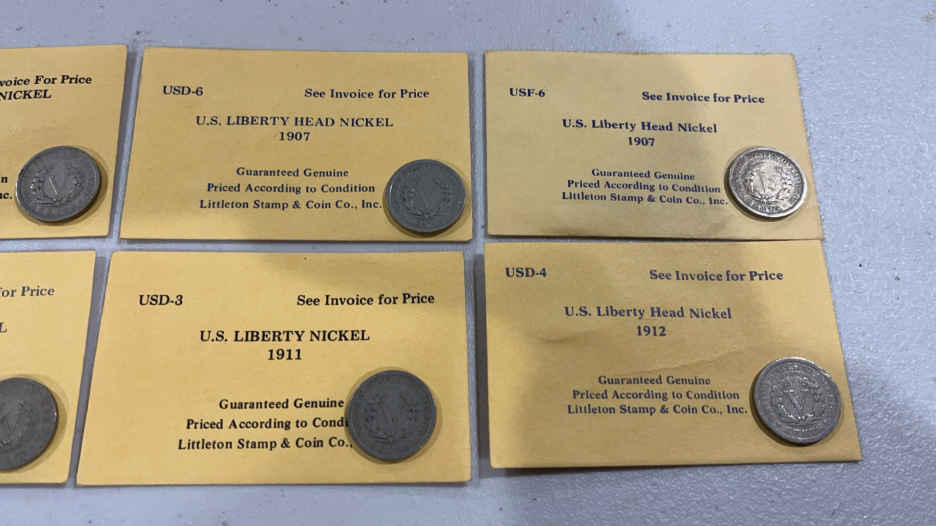 voice For Price
NICKEL
n
nc.
USD-6
See Invoice for Price
U.S. LIBERTY HEAD NICKEL
1907
Guaranteed Genuine
Priced According to Condition
Littleton Stamp & Coin Co., Inc.
USF-6
See Invoice for Price
U.S. Liberty Head Nickel
1907
Guaranteed Genuine
Priced According to Condition
Littleton Stamp & Coin Co., Inc.
for Price
L
USD-3
See Invoice for Price
U.S. LIBERTY NICKEL
1911
Guaranteed Genuine
Priced According to Condi
Littleton Stamp & Coin Co.,
USD-4
See Invoice for Price
U.S. Liberty Head Nickel
1912
Guaranteed Genuine
Priced According to Condition
Littleton Stamp & Coin Co., Inc.